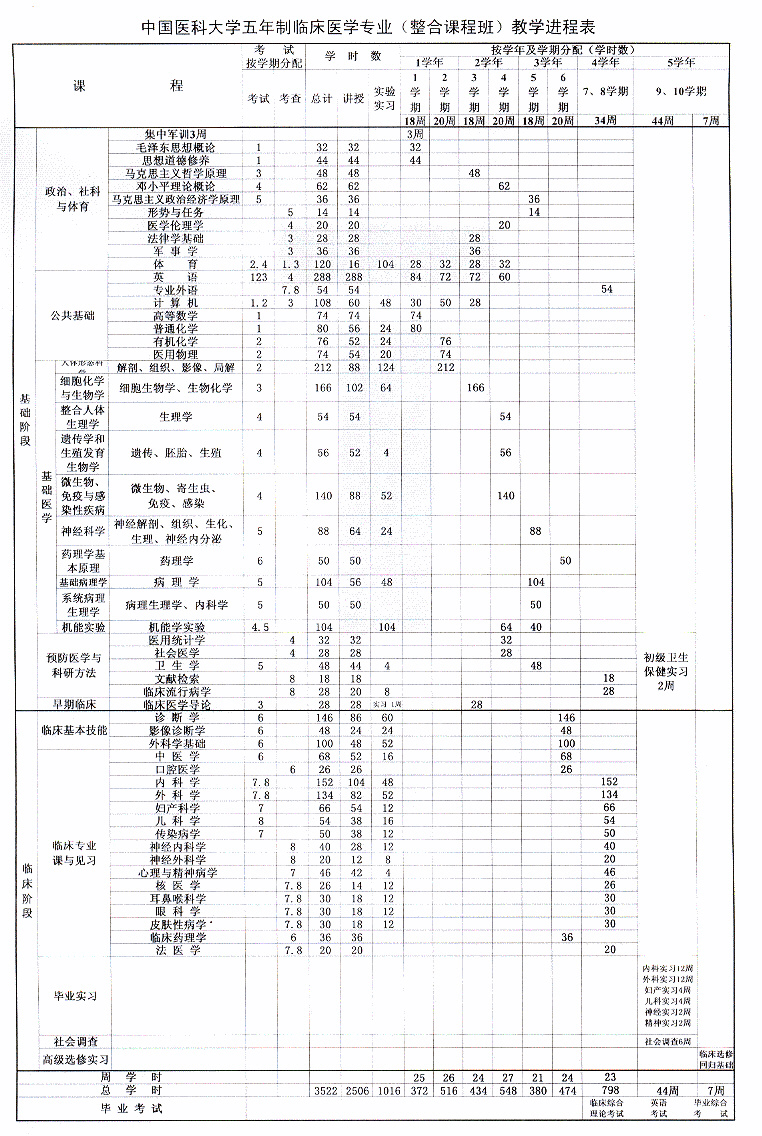 中国医科大学五年制临床医学专业（整合课程班）教学进程表
课 程 考 试 按学期分配 学 时 数 按学年及学期分配（学时数）
1学年 2学年 3学年 4学年 5学年
考试 考查 总计 讲授 实验实习 1学期 2学期 3学期 4学期 5学期 6学期 7、8学期 9、10学期
18周 20周 18周 20周 18周 20周 34周 44周 7周
基础阶段
政治、社科与体育
集中军训3周 3周
毛泽东思想概论 1 32 32 32
思想道德修养 1 44 44 44
马克思主义哲学原理 3 48 48 48
邓小平理论概论 4 62 62 62
马克思主义政治经济学原理 5 36 36 36
形势与任务 5 14 14 14
医学伦理学 4 20 20 20
法律学基础 3 28 28 28
军 事 学 3 36 36 36
体 育 2.4 1.3 120 16 104 28 32 28 32
公共基础
英 语 123 4 288 288 84 72 72 60
专业外语 7.8 54 54 54
计 算 机 1.2 3 108 60 48 30 50 28
高等数学 1 74 74 74
普通化学 1 80 56 24 80
有机化学 2 76 52 24 76
医用物理 2 74 54 20 74
基础医学
解剖、组织、影像、局解 2 212 88 124 212
细胞化学与生物学 细胞生物学、生物化学 3 166 102 64 166
整合人体生理学 生理学 4 54 54 54
遗传学和生殖发育生物学 遗传、胚胎、生殖 4 56 52 4 56
微生物、免疫与感染性疾病 微生物、寄生虫、免疫、感染 4 140 88 52 140
神经科学 神经解剖、组织、生化、生理、神经内分泌 5 88 64 24 88
药理学基本原理 药理学 6 50 50 50
基础病理学 病 理 学 5 104 56 48 104
系统病理生理学 病理生理学、内科学 5 50 50 50
机能实验 机能学实验 4.5 104 104 64 40
预防医学与科研方法
医用统计学 4 32 32 32
社会医学 4 28 28 28
卫 生 学 5 48 44 4 48
文献检索 8 18 18 18
临床流行病学 8 28 20 8 28
初级卫生保健实习2周
早期临床 临床医学导论 3 28 28 实习1周 28
临床阶段
临床基本技能
诊 断 学 6 146 86 60 146
影像诊断学 6 48 24 24 48
外科学基础 6 100 48 52 100
临床专业课与见习
中 医 学 6 68 52 16 68
口腔医学 6 26 26 26
内 科 学 7.8 152 104 48 152
外 科 学 7.8 134 82 52 134
妇产科学 7 66 54 12 66
儿 科 学 8 54 38 16 54
传染病学 7 50 38 12 50
神经内科学 8 40 28 12 40
神经外科学 8 20 12 8 20
心理与精神病学 7 46 42 4 46
核 医 学 7.8 26 14 12 26
耳鼻喉科学 7.8 30 18 12 30
眼 科 学 7.8 30 18 12 30
皮肤性病学 7.8 30 18 12 30
临床药理学 6 36 36 36
法 医 学 7.8 20 20 20
毕业实习
内科实习12周
外科实习12周
妇产实习4周
儿科实习4周
神经实习2周
精神实习2周
社会调查 社会调查6周
高级选修实习 临床选修回归基础
周 学 时 25 26 24 27 21 24 23
总 学 时 3522 2506 1016 372 516 434 548 380 474 798 44周 7周
毕 业 考 试 临床综合理论考试 英语考试 毕业综合考 试